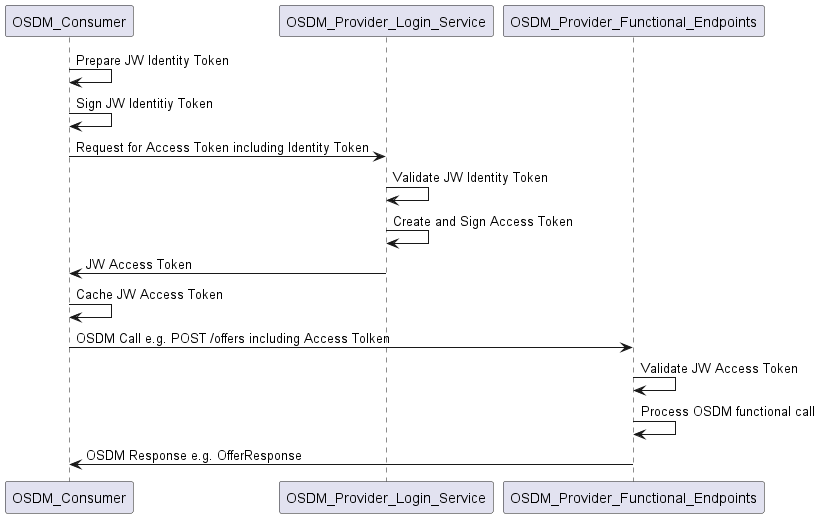 OSDM_Consumer
OSDM_Provider_Login_Service
OSDM_Provider_Functional_Endpoints
Prepare JW Identity Token
Sign JW Identitiy Token
Request for Access Token including Identity Token
Validate JW Identity Token
Create and Sign Access Token
JW Access Token
Cache JW Access Token
OSDM Call e.g. POST /offers including Access Tolken
Validate JW Access Token
Process OSDM functional call
OSDM Response e.g. OfferResponse
OSDM_Consumer
OSDM_Provider_Login_Service
OSDM_Provider_Functional_Endpoints